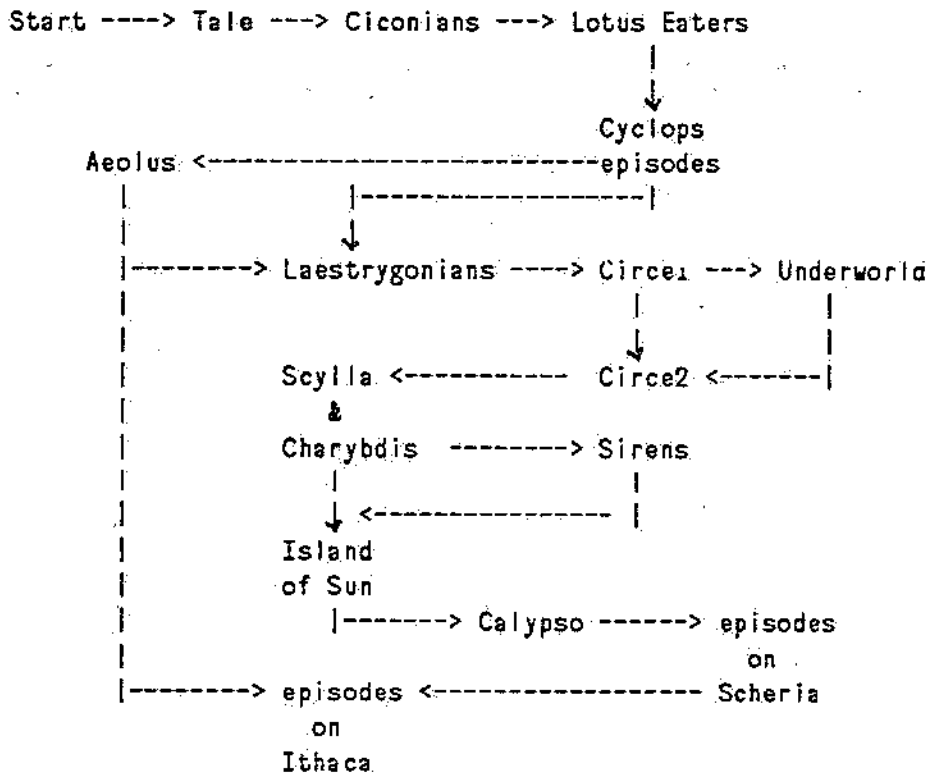 Start ----> Tale ---> Ciconians ---> Lotus Eaters
Cyclops
Aeolus <--------------------episodes
Laestrygonians ----> Circe1 ---> Underworld
Scylla <--------- Circe2 <------
&
Charybdis -------> Sirens
Island
of Sun
Calypso ------> episodes
on
episodes <--------------- Scheria
on
Ithaca